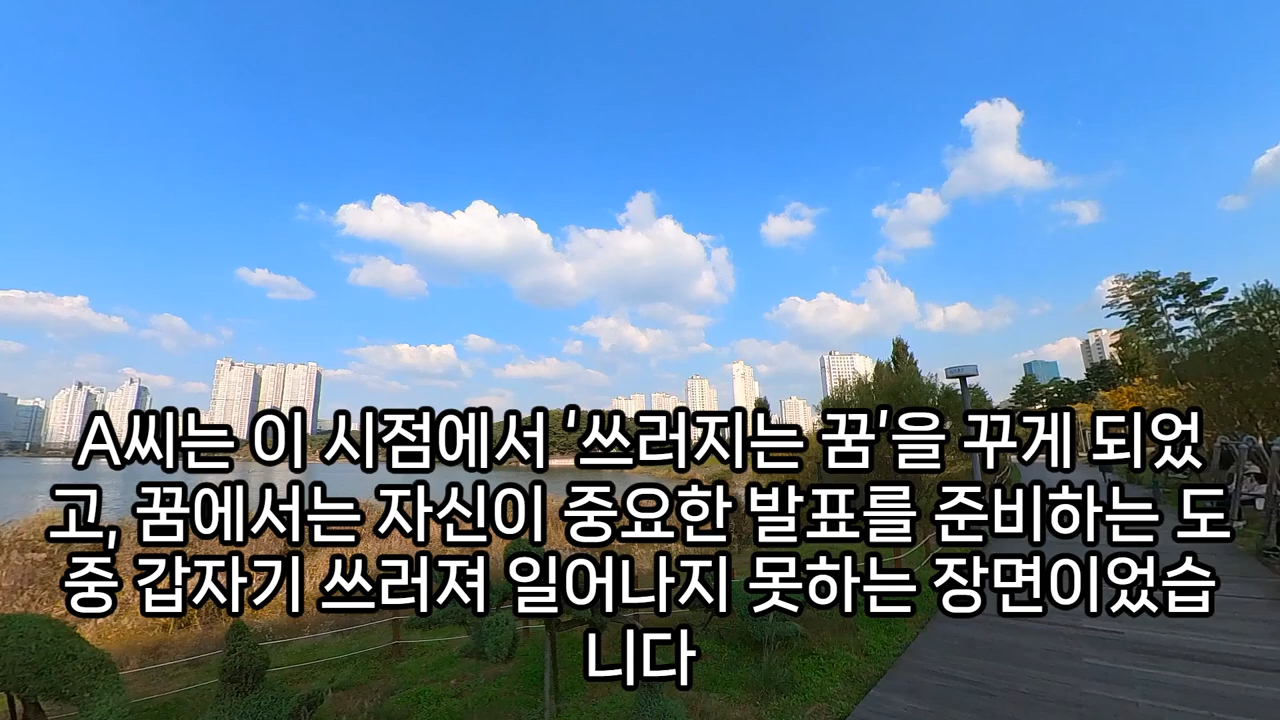 A씨는 이 시점에서 '쓰러지는 꿈'을 꾸게 되었
고, 꿈에서는 자신이 중요한 발표를 준비하는 도
중 갑자기 쓰러져 일어나지 못하는 장면이었습
니다